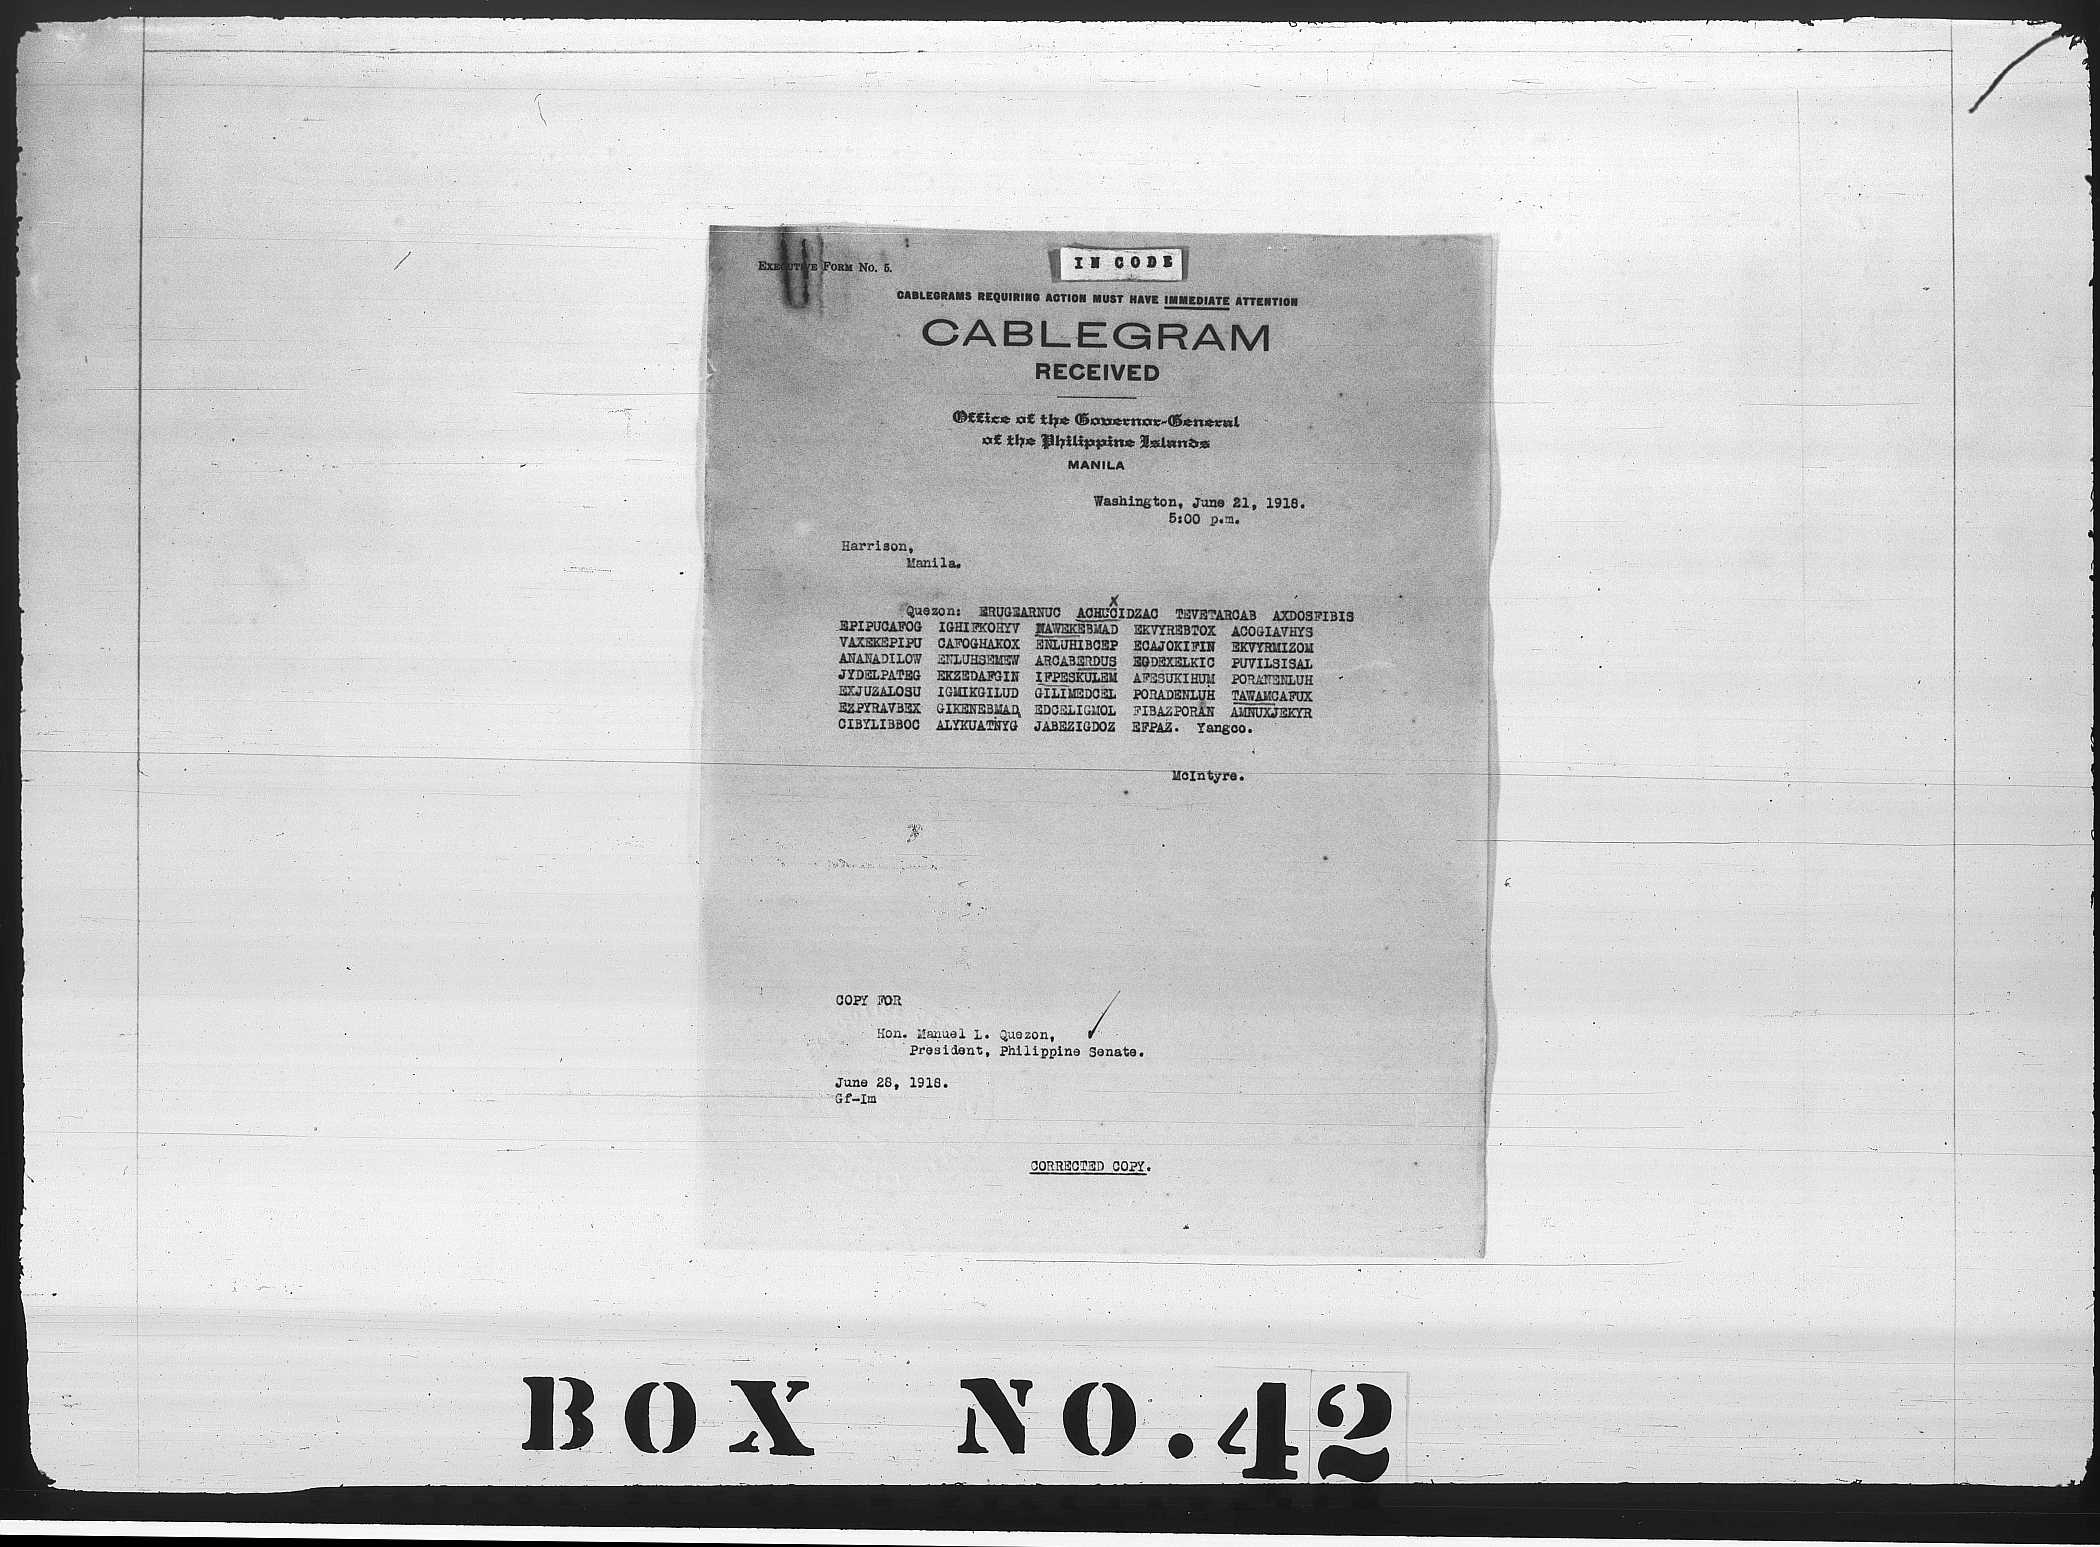 IN CODE
EXECUTIVE FORM NO. 5.
CABLEGRAMS REQUIRING ACTION MUST HAVE IMMEDIATE ATTENTION
CABLEGRAM
RECEIVED
Office of the Governor-General
of the Philippine Islands
MANILA
Washington, June 21, 1918.
5:00 p.m.
Harrison,
Manila.
Quezon: ERUGEARNUC ACHUCIDZAC TEVETARCAB AXDOSFIBIS
EPIPUCAFOG IGHIFKOHYV NAWEKEBMAD EKVYREBTOX ACOGIAVHYS
VAXEKEPIPU CAFOGHAKOX ENLUHIBCEP ECAJOKIFIN EKVYRMIZOM
ANANADILOW ENLUHSEMEW ARCABERDUS EGDEXELKIC PUVILSISAL
JYDELPATEG EKZEDAFGIN IFPESKULEM AFESUKIHUM PORANENLUH
EXJUZALOSU IGMIKGILUD GILIMEDCEL PORADENLUH TAWAMCAFUX
EZPYRAVBEX GIKENEBMAD EDCELIGMOL FIBAZPORAN AMNUXJEKYR
CIBYLIBBOC ALYKUATNYG JABEZIGDOZ EFPAZ. Yangco.
McIntyre.
COPY FOR
Hon. Manuel L. Quezon,
President, Philippine Senate.
June 28, 1918.
Gf-Im
CORRECTED COPY.
BOX NO. 42